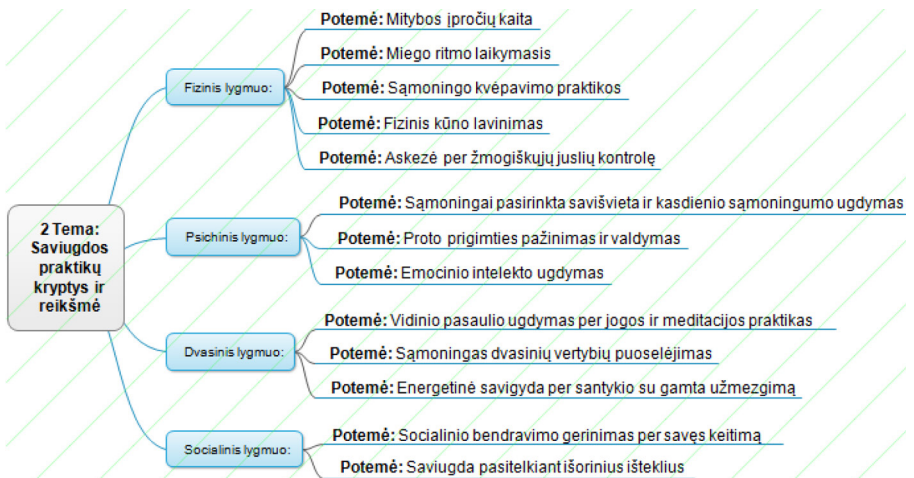 2 Tema:
Saviugdos
praktikų
kryptys ir
reikšmė
Fizinis lygmuo:
Potemė: Mitybos įpročių kaita
Potemė: Miego ritmo laikymasis
Potemė: Sąmoningo kvėpavimo praktikos
Potemė: Fizinis kūno lavinimas
Potemė: Askezė per žmogiškųjų juslių kontrolę
Psichinis lygmuo:
Potemė: Sąmoningai pasirinkta savišvieta ir kasdienio sąmoningumo ugdymas
Potemė: Proto prigimties pažinimas ir valdymas
Potemė: Emocinio intelekto ugdymas
Dvasinis lygmuo:
Potemė: Vidinio pasaulio ugdymas per jogos ir meditacijos praktikas
Potemė: Sąmoningas dvasinių vertybių puoselėjimas
Potemė: Energetinė savigyda per santykio su gamta užmezgimą
Socialinis lygmuo:
Potemė: Socialinio bendravimo gerinimas per savęs keitimą
Potemė: Saviugda pasitelkiant išorinius išteklius